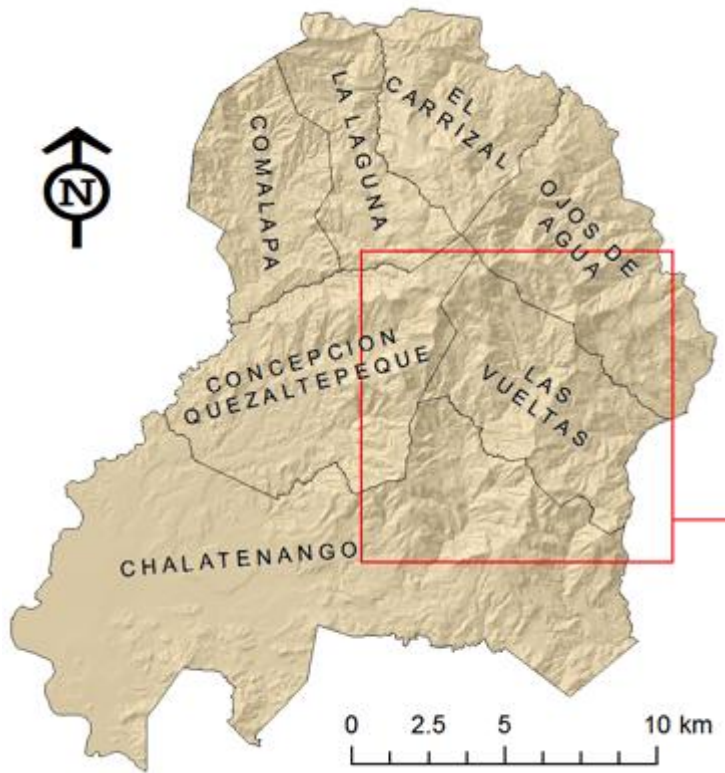 LA LAGUNA
EL
CARRIZAL
COMALAPA
OJOS DE
AGUA
N
CONCEPCION
QUEZALTEPEQUE
LAS
VUELTAS
CHALATENANGO
0 2.5 5 10 km